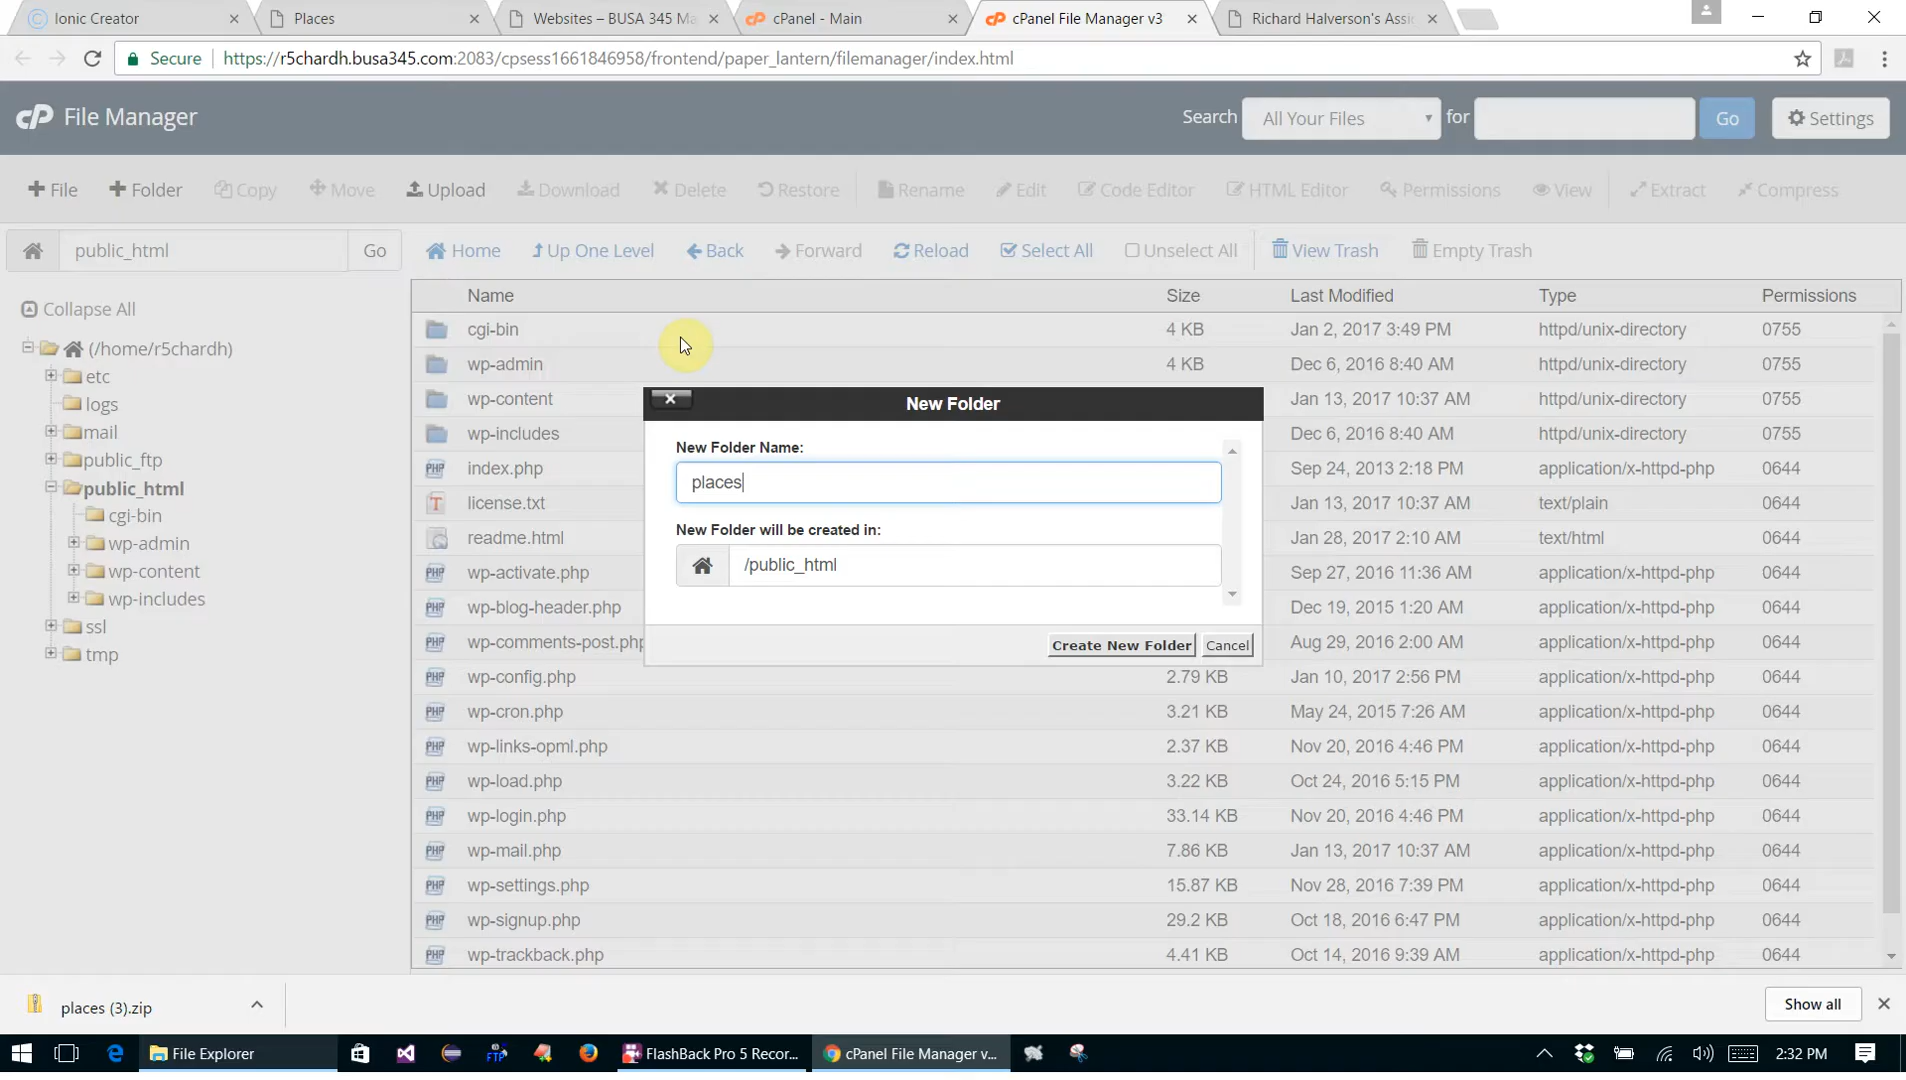 Ionic Creator
Places
Websites – BUSA 345 Ma
cPanel - Main
cPanel File Manager v3
Richard Halverson's Assi
Secure https://r5chardh.busa345.com:2083/cpsess1661846958/frontend/paper_lantern/filemanager/index.html
cP File Manager Search All Your Files for Go Settings
File Folder Copy Move Upload Download Delete Restore Rename Edit Code Editor HTML Editor Permissions View Extract Compress
public_html Go Home Up One Level Back Forward Reload Select All Unselect All View Trash Empty Trash
Collapse All
(/home/r5chardh)
etc
logs
mail
public_ftp
public_html
cgi-bin
wp-admin
wp-content
wp-includes
ssl
tmp
Name Size Last Modified Type Permissions
cgi-bin 4 KB Jan 2, 2017 3:49 PM httpd/unix-directory 0755
wp-admin 4 KB Dec 6, 2016 8:40 AM httpd/unix-directory 0755
wp-content Jan 13, 2017 10:37 AM httpd/unix-directory 0755
wp-includes Dec 6, 2016 8:40 AM httpd/unix-directory 0755
index.php Sep 24, 2013 2:18 PM application/x-httpd-php 0644
license.txt Jan 13, 2017 10:37 AM text/plain 0644
readme.html Jan 28, 2017 2:10 AM text/html 0644
wp-activate.php Sep 27, 2016 11:36 AM application/x-httpd-php 0644
wp-blog-header.php Dec 19, 2015 1:20 AM application/x-httpd-php 0644
wp-comments-post.php Aug 29, 2016 2:00 AM application/x-httpd-php 0644
wp-config.php 2.79 KB Jan 10, 2017 2:56 PM application/x-httpd-php 0644
wp-cron.php 3.21 KB May 24, 2015 7:26 AM application/x-httpd-php 0644
wp-links-opml.php 2.37 KB Nov 20, 2016 4:46 PM application/x-httpd-php 0644
wp-load.php 3.22 KB Oct 24, 2016 5:15 PM application/x-httpd-php 0644
wp-login.php 33.14 KB Nov 20, 2016 4:46 PM application/x-httpd-php 0644
wp-mail.php 7.86 KB Jan 13, 2017 10:37 AM application/x-httpd-php 0644
wp-settings.php 15.87 KB Nov 28, 2016 7:39 PM application/x-httpd-php 0644
wp-signup.php 29.2 KB Oct 18, 2016 6:47 PM application/x-httpd-php 0644
wp-trackback.php 4.41 KB Oct 14, 2016 9:39 AM application/x-httpd-php 0644
New Folder
New Folder Name:
places
New Folder will be created in:
/public_html
Create New Folder Cancel
places (3).zip Show all
File Explorer FTP FlashBack Pro 5 Recor... cPanel File Manager v... 2:32 PM